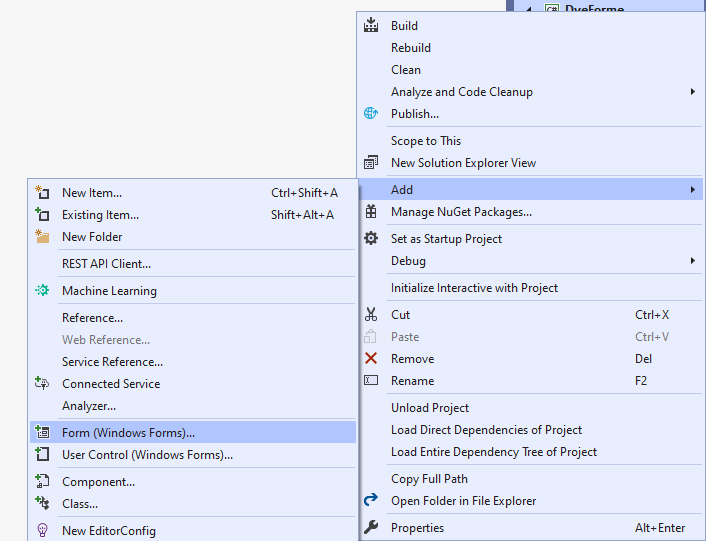 C# DveForme
Build
Rebuild
Clean
Analyze and Code Cleanup
Publish...
Scope to This
New Solution Explorer View
Add
Manage NuGet Packages...
Set as Startup Project
Debug
Initialize Interactive with Project
Cut Ctrl+X
Paste Ctrl+V
Remove Del
Rename F2
Unload Project
Load Direct Dependencies of Project
Load Entire Dependency Tree of Project
Copy Full Path
Open Folder in File Explorer
Properties Alt+Enter
New Item... Ctrl+Shift+A
Existing Item... Shift+Alt+A
New Folder
REST API Client...
Machine Learning
Reference...
Web Reference...
Service Reference...
Connected Service
Analyzer...
Form (Windows Forms)...
User Control (Windows Forms)...
Component...
Class...
New EditorConfig